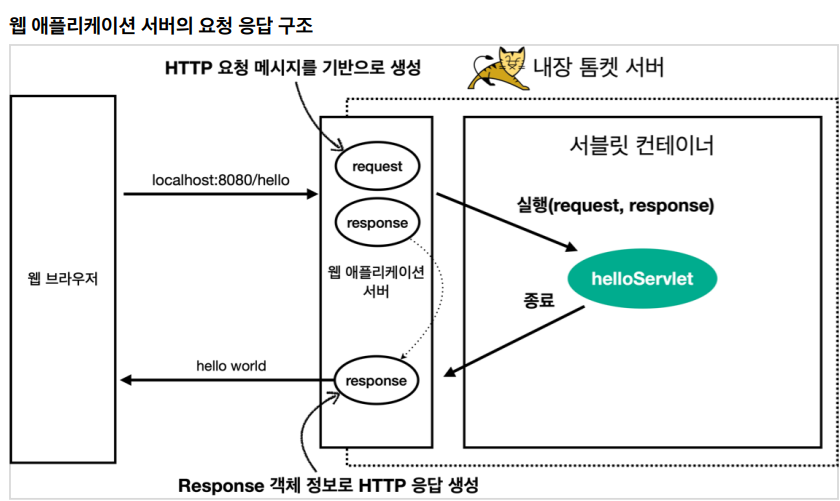 웹 애플리케이션 서버의 요청 응답 구조
HTTP 요청 메시지를 기반으로 생성
내장 톰켓 서버
서블릿 컨테이너
request
localhost:8080/hello
실행(request, response)
response
웹 브라우저
웹 애플리케이션
서버
helloServlet
종료
hello world
response
Response 객체 정보로 HTTP 응답 생성